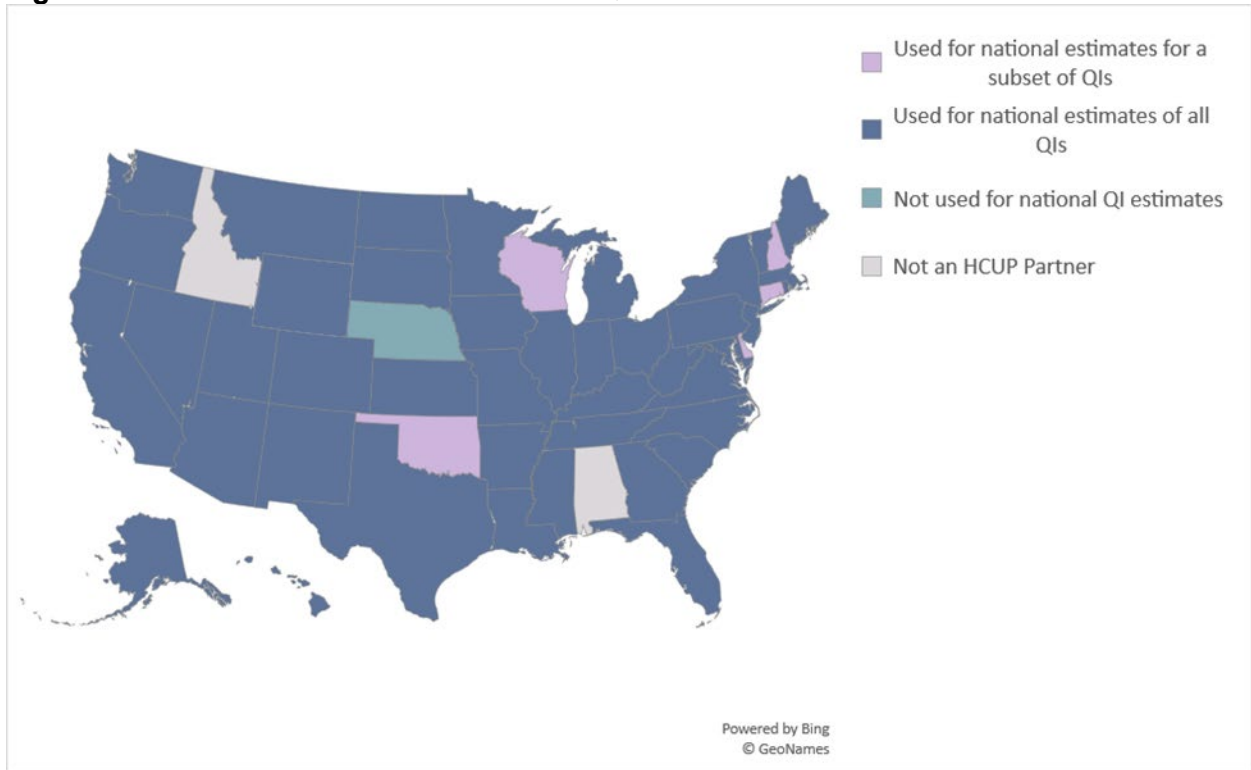 Used for national estimates for a
subset of QIs
Used for national estimates of all
QIs
Not used for national QI estimates
Not an HCUP Partner
Powered by Bing
© GeoNames